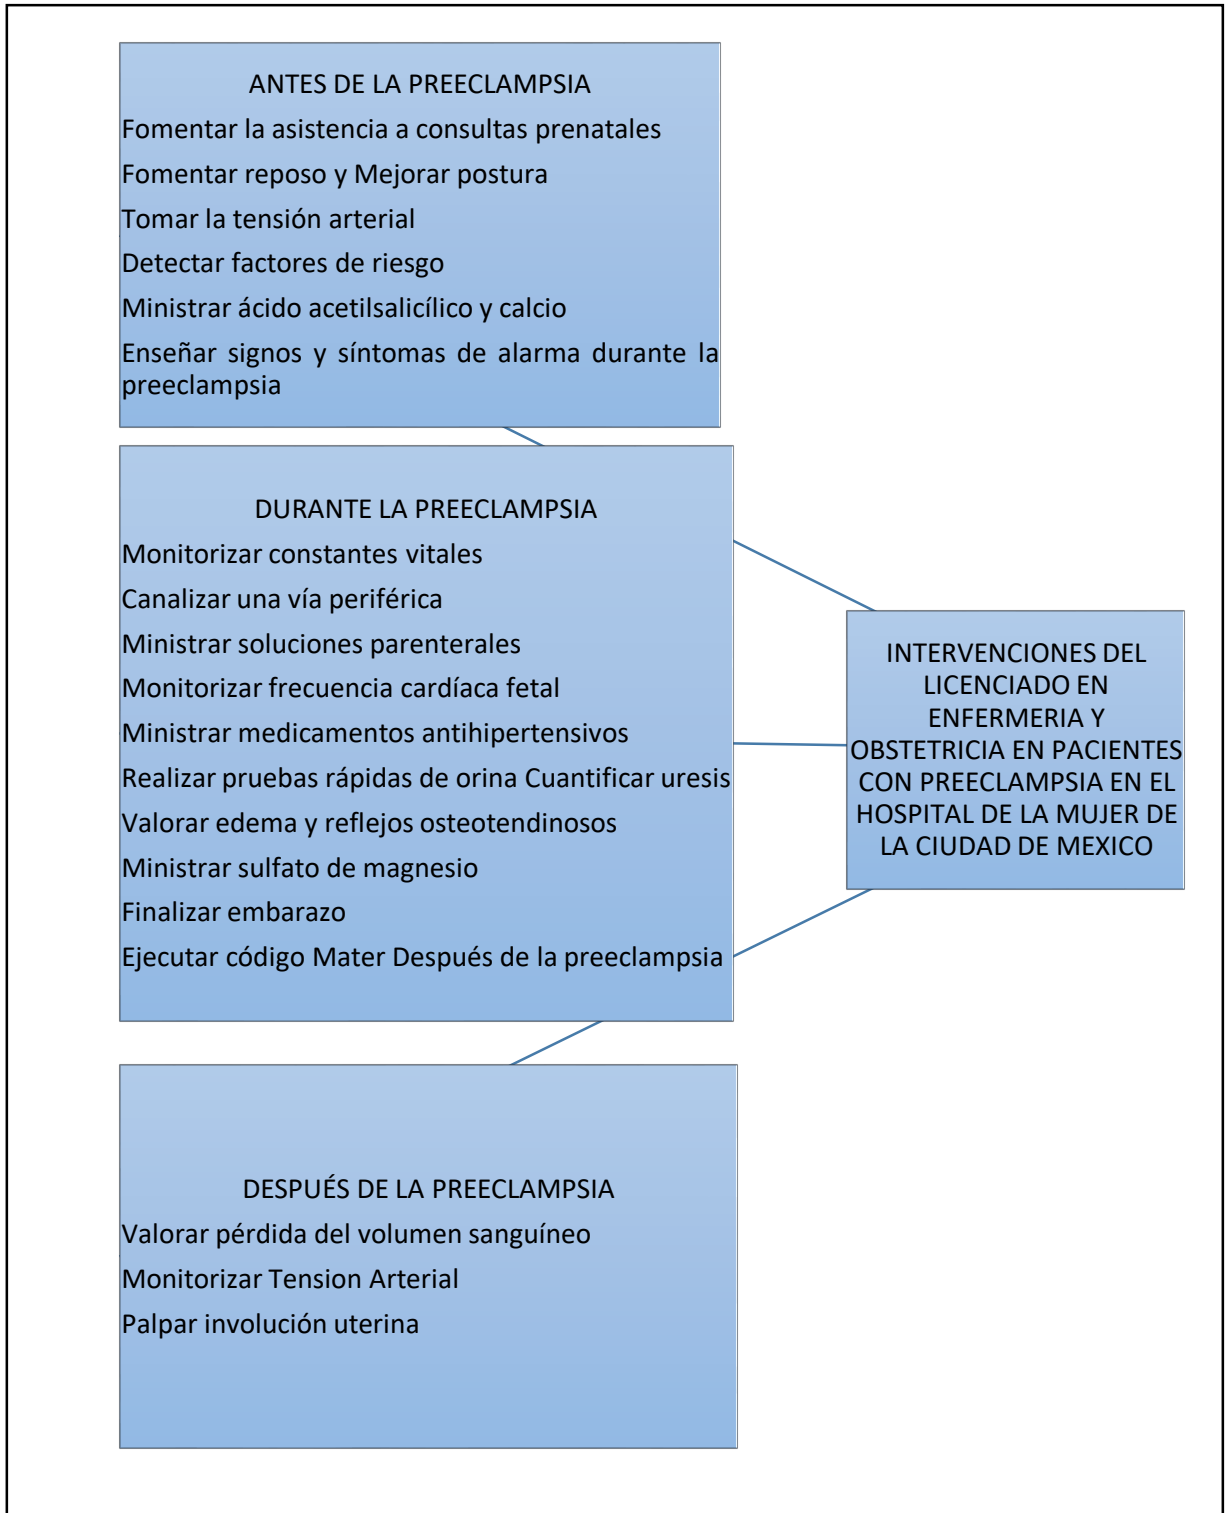 ANTES DE LA PREECLAMPSIA
Fomentar la asistencia a consultas prenatales
Fomentar reposo y Mejorar postura
Tomar la tensión arterial
Detectar factores de riesgo
Ministrar ácido acetilsalicílico y calcio
Enseñar signos y síntomas de alarma durante la
preeclampsia
DURANTE LA PREECLAMPSIA
Monitorizar constantes vitales
Canalizar una vía periférica
Ministrar soluciones parenterales
Monitorizar frecuencia cardíaca fetal
Ministrar medicamentos antihipertensivos
Realizar pruebas rápidas de orina Cuantificar uresis
Valorar edema y reflejos osteotendinosos
Ministrar sulfato de magnesio
Finalizar embarazo
Ejecutar código Mater Después de la preeclampsia
INTERVENCIONES DEL
LICENCIADO EN
ENFERMERIA Y
OBSTETRICIA EN PACIENTES
CON PREECLAMPSIA EN EL
HOSPITAL DE LA MUJER DE
LA CIUDAD DE MEXICO
DESPUÉS DE LA PREECLAMPSIA
Valorar pérdida del volumen sanguíneo
Monitorizar Tension Arterial
Palpar involución uterina